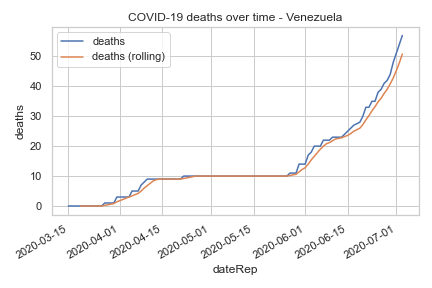 COVID-19 deaths over time - Venezuela
deaths
deaths (rolling)
50
40
30
20
10
0
deaths
2020-03-15
2020-04-01
2020-04-15
2020-05-01
2020-05-15
2020-06-01
2020-06-15
2020-07-01
dateRep